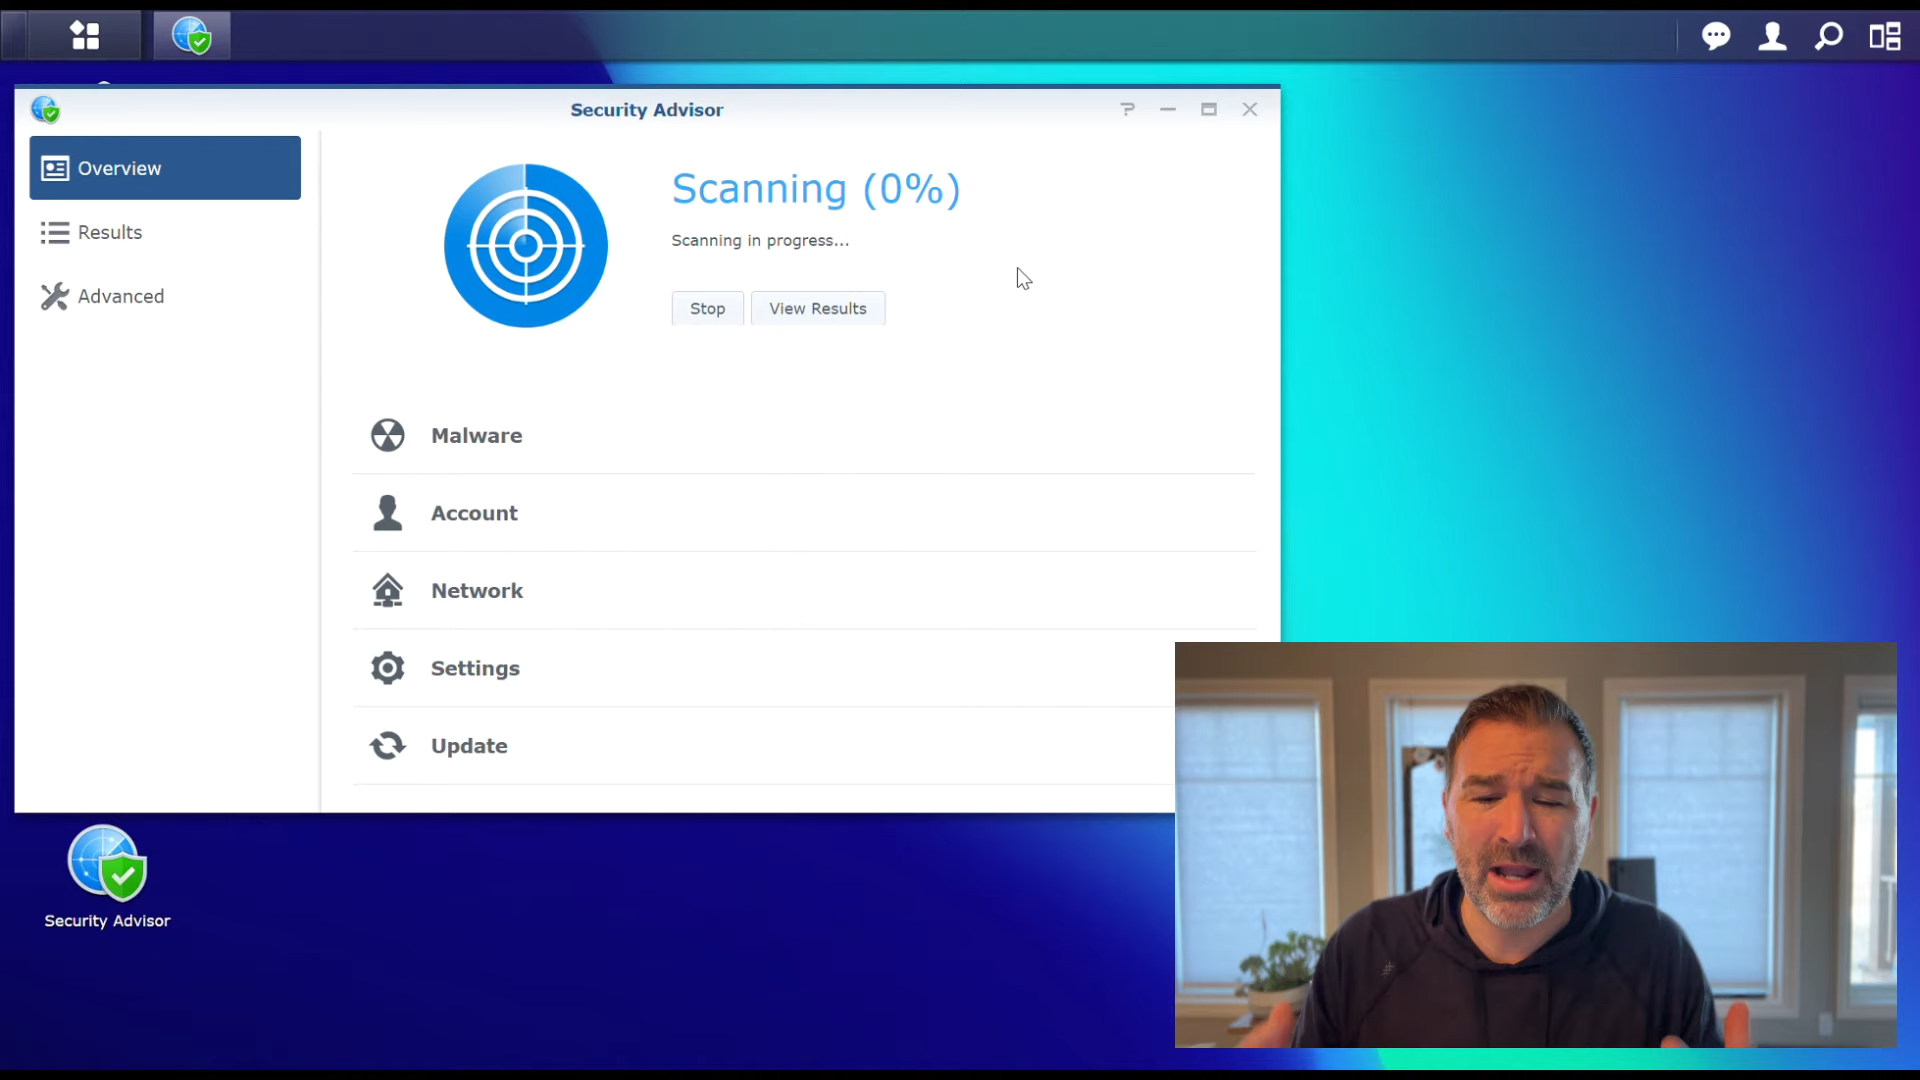 Security Advisor
Overview
Results
Advanced
Scanning (0%)
Scanning in progress...
Stop
View Results
Malware
Account
Network
Settings
Update
Security Advisor